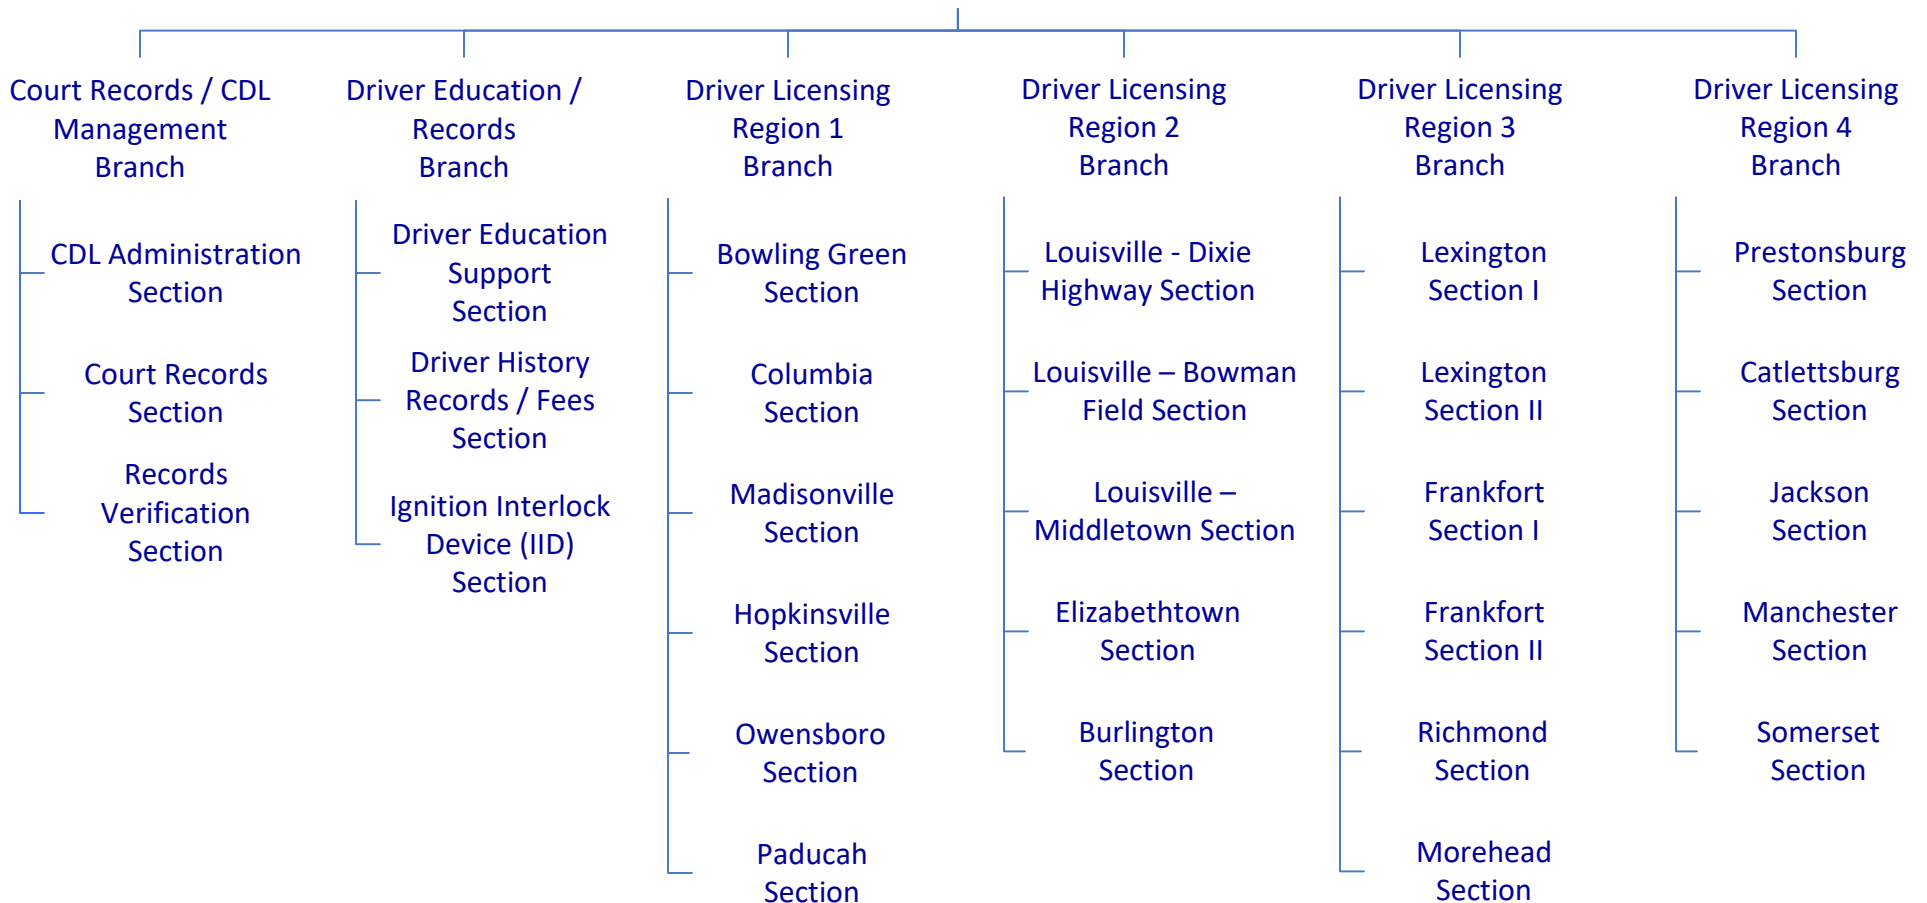 Court Records / CDL
Management
Branch
CDL Administration
Section
Court Records
Section
Records
Verification
Section
Driver Education /
Records
Branch
Driver Education
Support
Section
Driver History
Records / Fees
Section
Ignition Interlock
Device (IID)
Section
Driver Licensing
Region 1
Branch
Bowling Green
Section
Columbia
Section
Madisonville
Section
Hopkinsville
Section
Owensboro
Section
Paducah
Section
Driver Licensing
Region 2
Branch
Louisville - Dixie
Highway Section
Louisville – Bowman
Field Section
Louisville –
Middletown Section
Elizabethtown
Section
Burlington
Section
Driver Licensing
Region 3
Branch
Lexington
Section I
Lexington
Section II
Frankfort
Section I
Frankfort
Section II
Richmond
Section
Morehead
Section
Driver Licensing
Region 4
Branch
Prestonsburg
Section
Catlettsburg
Section
Jackson
Section
Manchester
Section
Somerset
Section